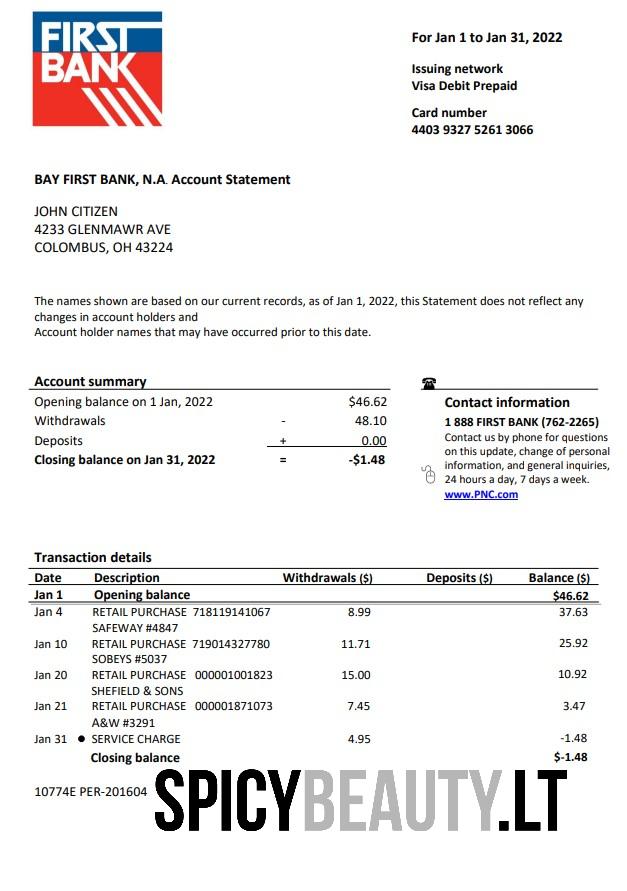 FIRST
BANK
For Jan 1 to Jan 31, 2022
Issuing network
Visa Debit Prepaid
Card number
4403 9327 5261 3066
BAY FIRST BANK, N.A. Account Statement
JOHN CITIZEN
4233 GLENMAWR AVE
COLOMBUS, OH 43224
The names shown are based on our current records, as of Jan 1, 2022, this Statement does not reflect any
changes in account holders and
Account holder names that may have occurred prior to this date.
Account summary
Opening balance on 1 Jan, 2022 $46.62
Withdrawals - 48.10
Deposits + 0.00
Closing balance on Jan 31, 2022 = -$1.48
Contact information
1 888 FIRST BANK (762-2265)
Contact us by phone for questions
on this update, change of personal
information, and general inquiries,
24 hours a day, 7 days a week.
www.PNC.com
Transaction details
Date Description Withdrawals ($) Deposits ($) Balance ($)
Jan 1 Opening balance $46.62
Jan 4 RETAIL PURCHASE 718119141067 8.99 37.63
SAFEWAY #4847
Jan 10 RETAIL PURCHASE 719014327780 11.71 25.92
SOBEYS #5037
Jan 20 RETAIL PURCHASE 000001001823 15.00 10.92
SHEFIELD & SONS
Jan 21 RETAIL PURCHASE 000001871073 7.45 3.47
A&W #3291
Jan 31 ● SERVICE CHARGE 4.95 -1.48
Closing balance $-1.48
10774E PER-201604
SPICYBEAUTY.LT